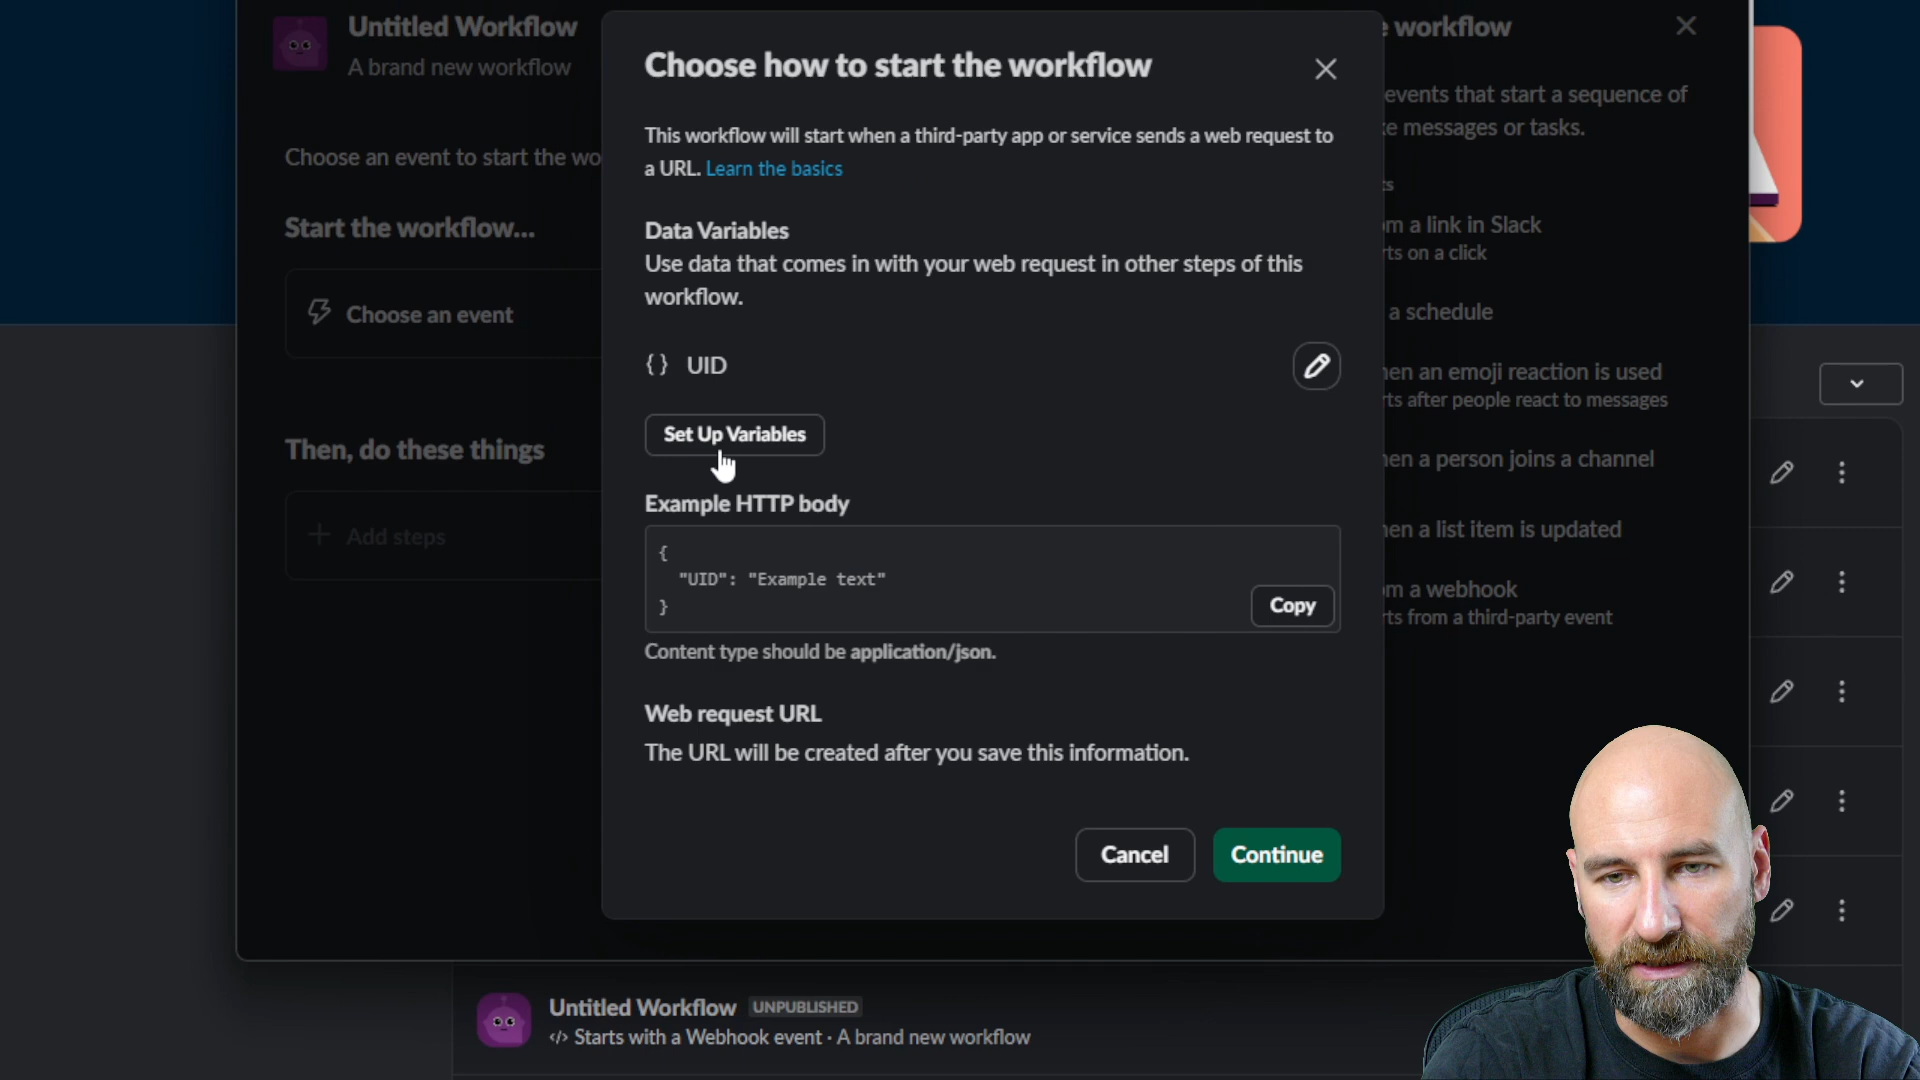 Untitled Workflow
A brand new workflow
Choose an event to start the wo
Start the workflow...
Choose an event
Then, do these things
Add steps
Choose how to start the workflow
This workflow will start when a third-party app or service sends a web request to
a URL. Learn the basics
Data Variables
Use data that comes in with your web request in other steps of this
workflow.
{} UID
Set Up Variables
Example HTTP body
{
"UID": "Example text"
}
Copy
Content type should be application/json.
Web request URL
The URL will be created after you save this information.
Cancel
Continue
workflow
events that start a sequence of
messages or tasks.
m a link in Slack
rts on a click
a schedule
en an emoji reaction is used
rts after people react to messages
en a person joins a channel
en a list item is updated
m a webhook
rts from a third-party event
Untitled Workflow UNPUBLISHED
</> Starts with a Webhook event · A brand new workflow